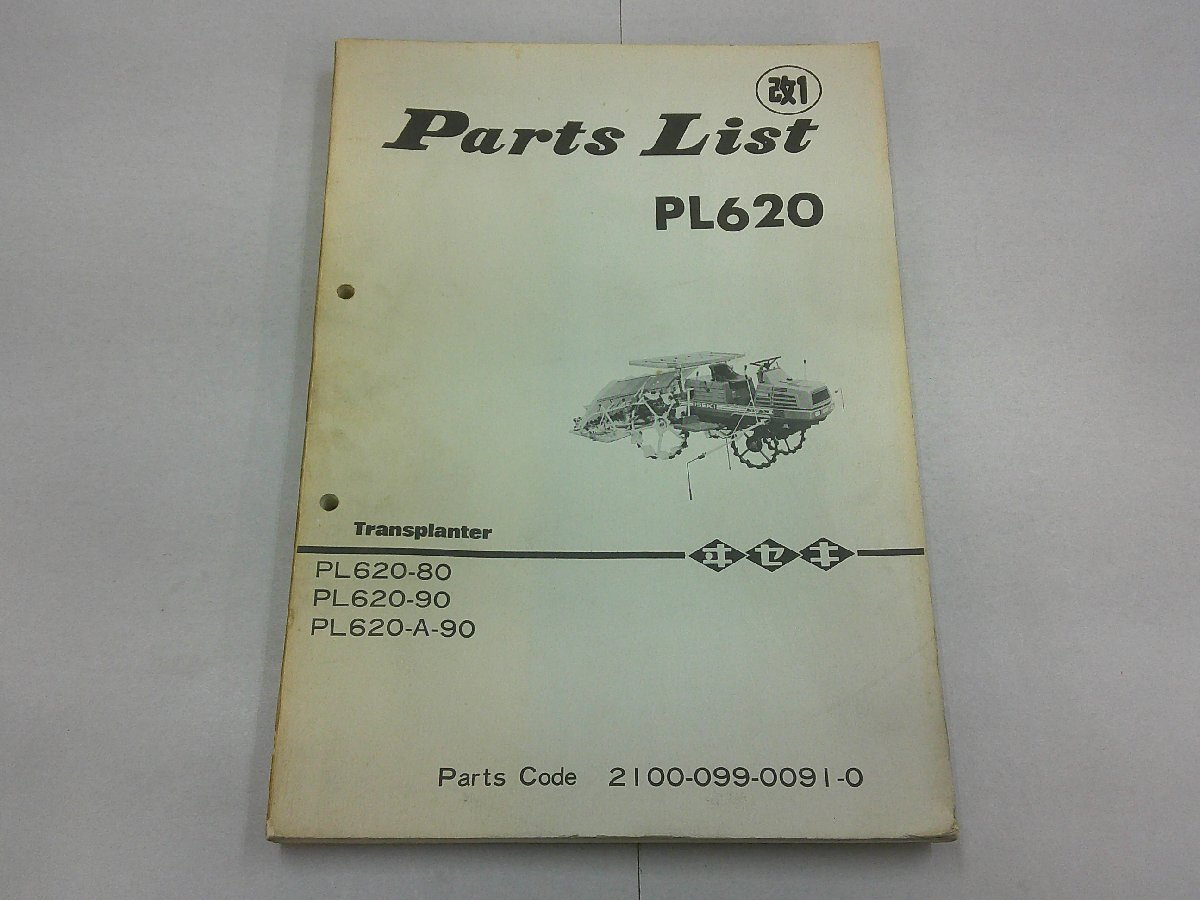 改1
Parts List
PL620
ISEKI
Transplanter
ヰセキ
PL620-80
PL620-90
PL620-A-90
Parts Code 2100-099-0091-0